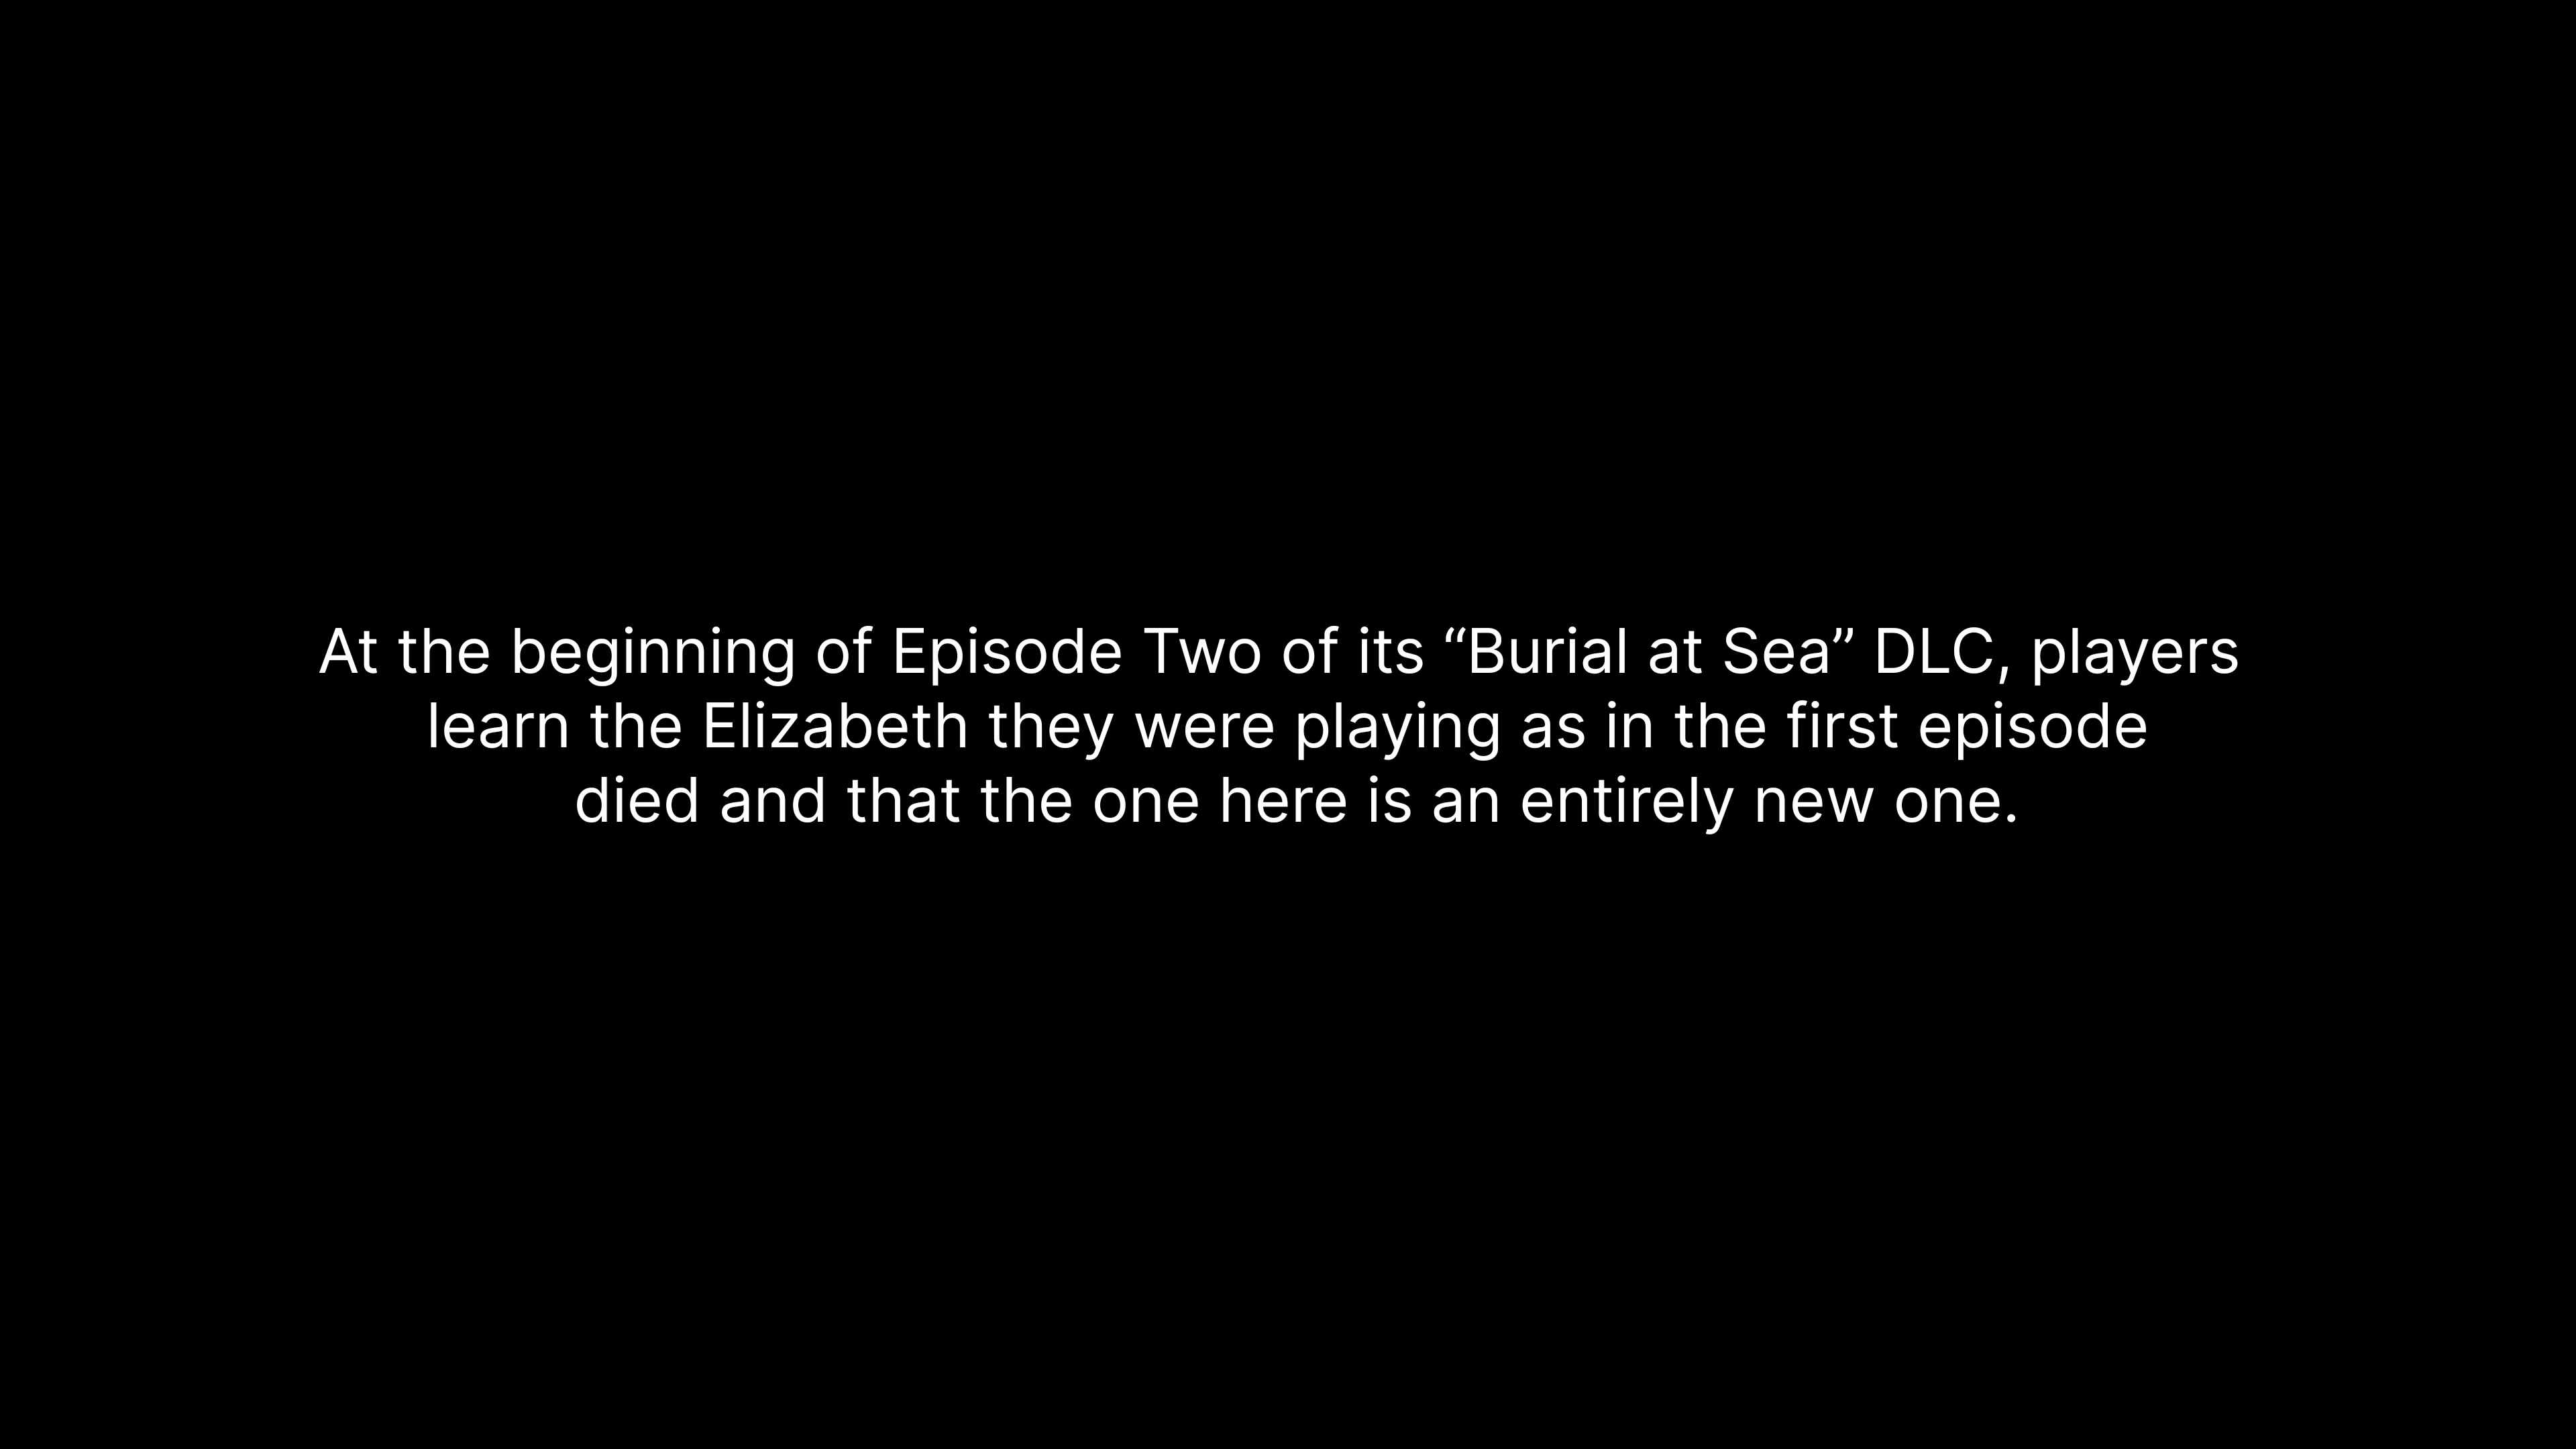 At the beginning of Episode Two of its “Burial at Sea” DLC, players
learn the Elizabeth they were playing as in the first episode
died and that the one here is an entirely new one.